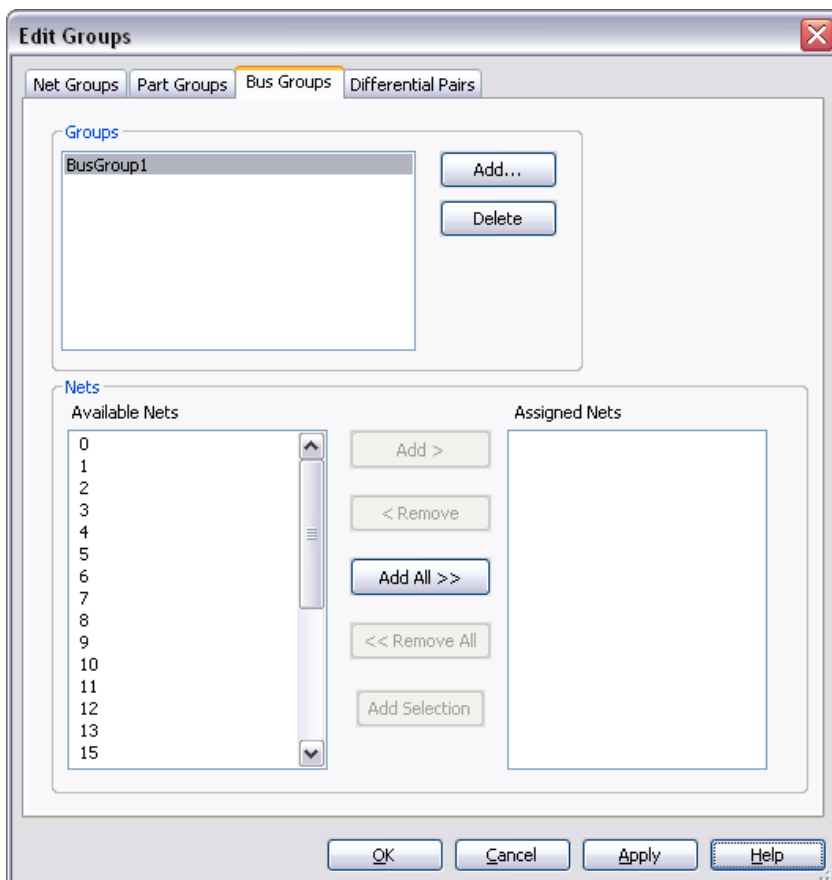 Edit Groups
Net Groups Part Groups Bus Groups Differential Pairs
Groups
BusGroup1
Add...
Delete
Nets
Available Nets
Assigned Nets
0
1
2
3
4
5
6
7
8
9
10
11
12
13
15
Add >
< Remove
Add All >>
<< Remove All
Add Selection
OK Cancel Apply Help